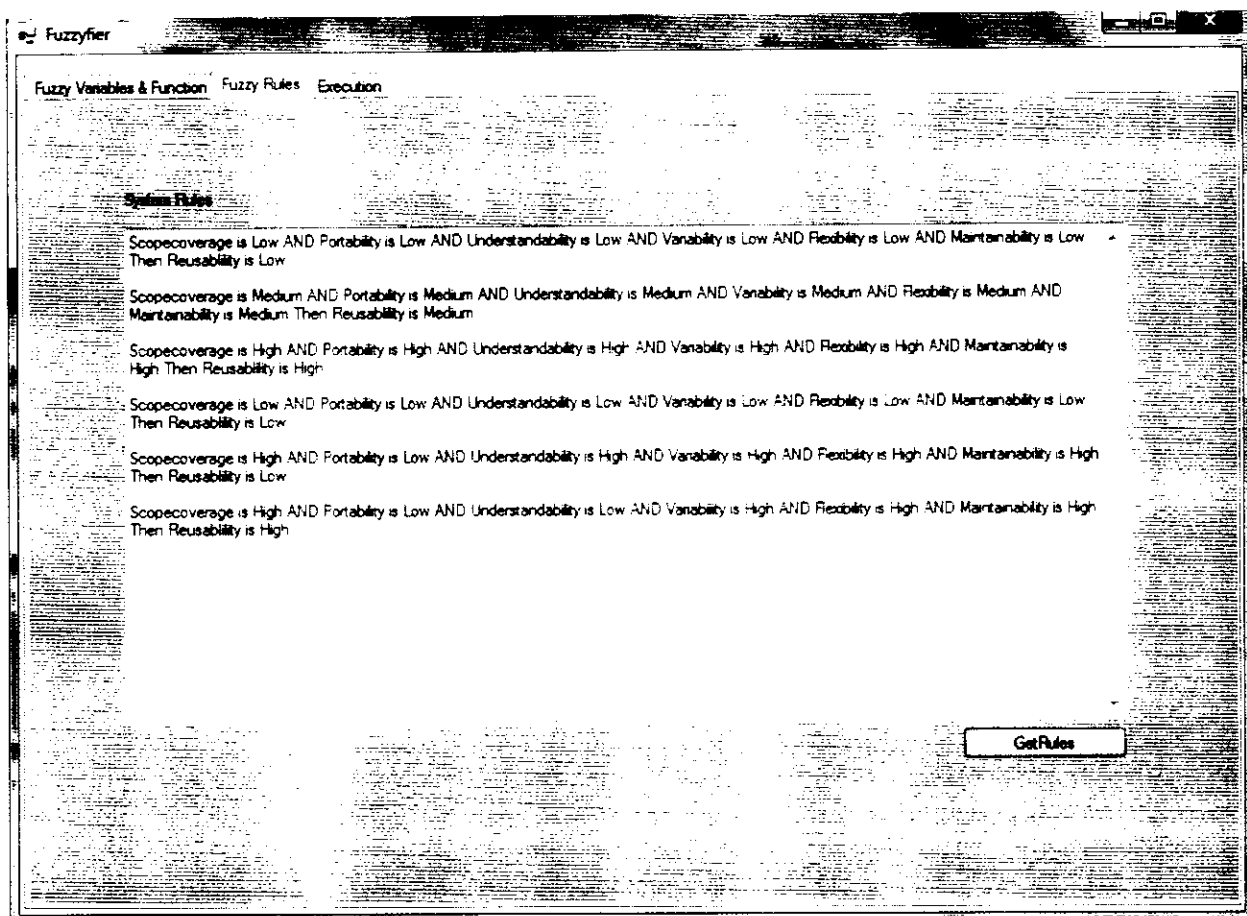 Fuzzyfier
Fuzzy Variables & Function Fuzzy Rules Execution
System Rules
Scopecoverage is Low AND Portability is Low AND Understandability is Low AND Variability is Low AND Flexibility is Low AND Maintainability is Low
Then Reusability is Low
Scopecoverage is Medium AND Portability is Medium AND Understandability is Medium AND Variability is Medium AND Flexibility is Medium AND
Maintainability is Medium Then Reusability is Medium
Scopecoverage is High AND Portability is High AND Understandability is High AND Variability is High AND Flexibility is High AND Maintainability is
High Then Reusability is High
Scopecoverage is Low AND Portability is Low AND Understandability is Low AND Variability is Low AND Flexibility is Low AND Maintainability is Low
Then Reusability is Low
Scopecoverage is High AND Portability is Low AND Understandability is High AND Variability is High AND Flexibility is High AND Maintainability is High
Then Reusability is Low
Scopecoverage is High AND Portability is Low AND Understandability is Low AND Variability is High AND Flexibility is High AND Maintainability is High
Then Reusability is High
GetRules